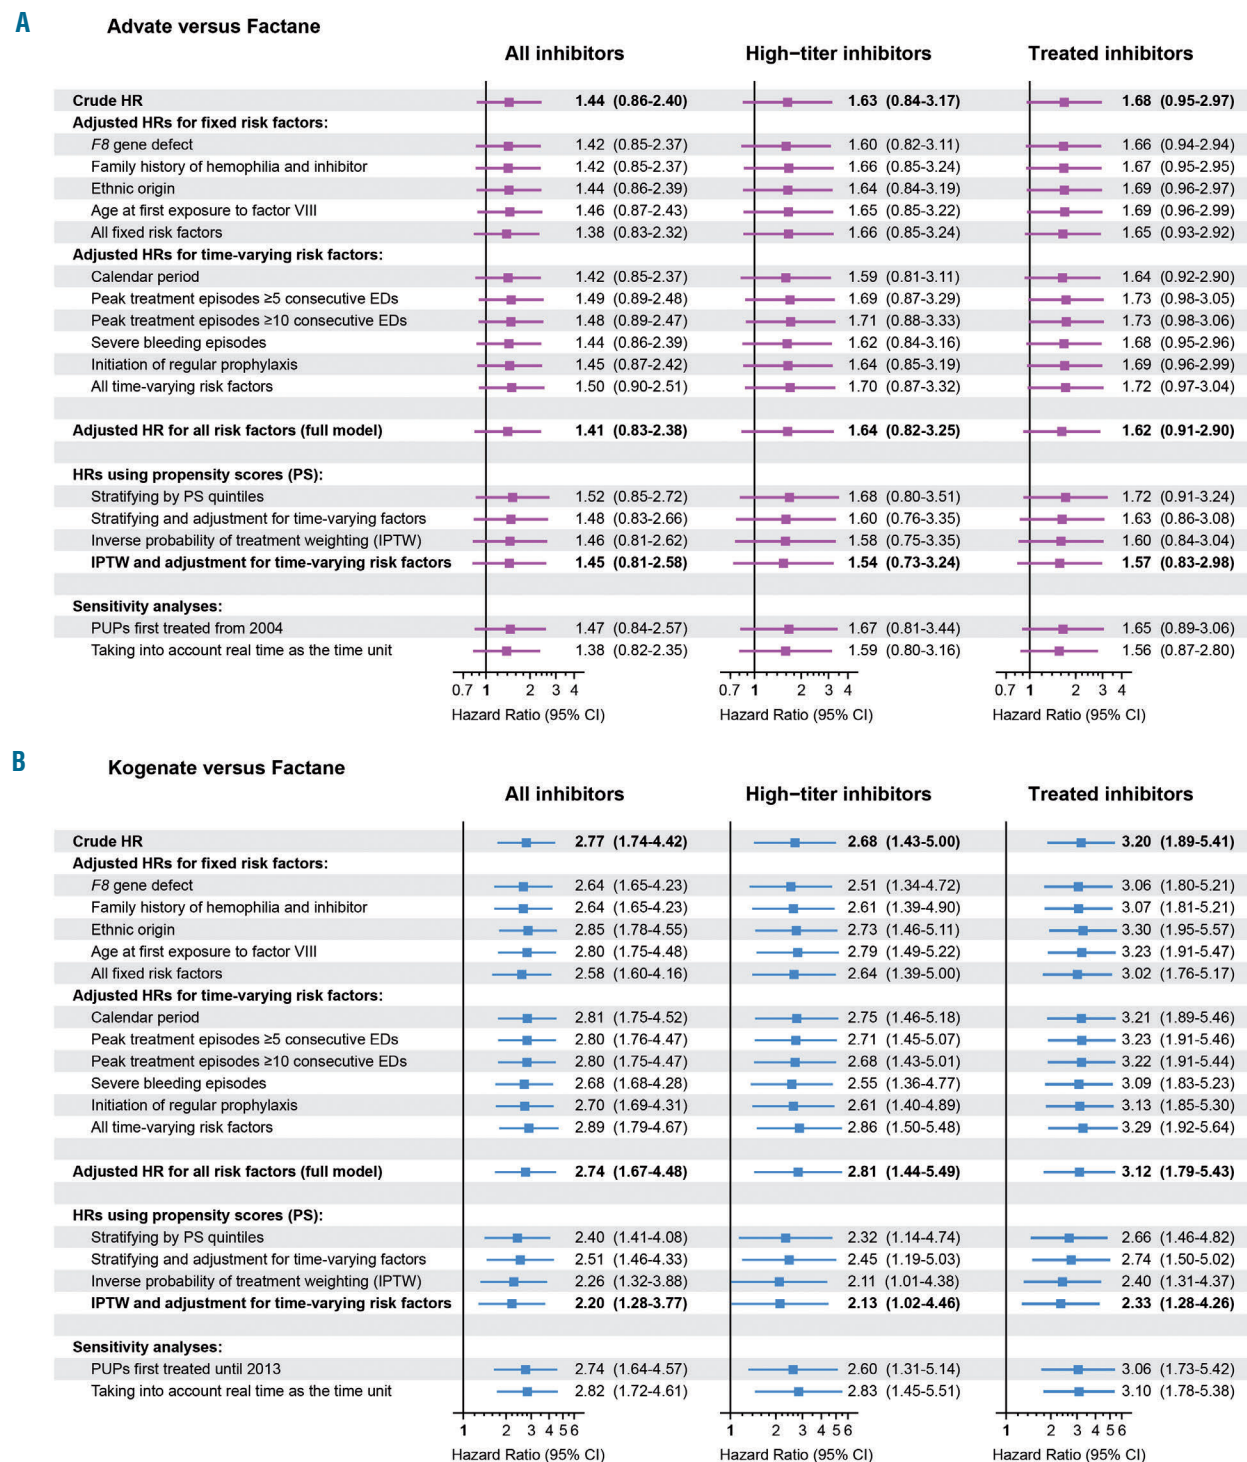 A
Advate versus Factane
All inhibitors High−titer inhibitors Treated inhibitors
Crude HR 1.44 (0.86-2.40) 1.63 (0.84-3.17) 1.68 (0.95-2.97)
Adjusted HRs for fixed risk factors:
F8 gene defect 1.42 (0.85-2.37) 1.60 (0.82-3.11) 1.66 (0.94-2.94)
Family history of hemophilia and inhibitor 1.42 (0.85-2.37) 1.66 (0.85-3.24) 1.67 (0.95-2.95)
Ethnic origin 1.44 (0.86-2.39) 1.64 (0.84-3.19) 1.69 (0.96-2.97)
Age at first exposure to factor VIII 1.46 (0.87-2.43) 1.65 (0.85-3.22) 1.69 (0.96-2.99)
All fixed risk factors 1.38 (0.83-2.32) 1.66 (0.85-3.24) 1.65 (0.93-2.92)
Adjusted HRs for time-varying risk factors:
Calendar period 1.42 (0.85-2.37) 1.59 (0.81-3.11) 1.64 (0.92-2.90)
Peak treatment episodes ≥5 consecutive EDs 1.49 (0.89-2.48) 1.69 (0.87-3.29) 1.73 (0.98-3.05)
Peak treatment episodes ≥10 consecutive EDs 1.48 (0.89-2.47) 1.71 (0.88-3.33) 1.73 (0.98-3.06)
Severe bleeding episodes 1.44 (0.86-2.39) 1.62 (0.84-3.16) 1.68 (0.95-2.96)
Initiation of regular prophylaxis 1.45 (0.87-2.42) 1.64 (0.85-3.19) 1.69 (0.96-2.99)
All time-varying risk factors 1.50 (0.90-2.51) 1.70 (0.87-3.32) 1.72 (0.97-3.04)
Adjusted HR for all risk factors (full model) 1.41 (0.83-2.38) 1.64 (0.82-3.25) 1.62 (0.91-2.90)
HRs using propensity scores (PS):
Stratifying by PS quintiles 1.52 (0.85-2.72) 1.68 (0.80-3.51) 1.72 (0.91-3.24)
Stratifying and adjustment for time-varying factors 1.48 (0.83-2.66) 1.60 (0.76-3.35) 1.63 (0.86-3.08)
Inverse probability of treatment weighting (IPTW) 1.46 (0.81-2.62) 1.58 (0.75-3.35) 1.60 (0.84-3.04)
IPTW and adjustment for time-varying risk factors 1.45 (0.81-2.58) 1.54 (0.73-3.24) 1.57 (0.83-2.98)
Sensitivity analyses:
PUPs first treated from 2004 1.47 (0.84-2.57) 1.67 (0.81-3.44) 1.65 (0.89-3.06)
Taking into account real time as the time unit 1.38 (0.82-2.35) 1.59 (0.80-3.16) 1.56 (0.87-2.80)
0.7 1 2 3 4 0.7 1 2 3 4 0.7 1 2 3 4
Hazard Ratio (95% CI) Hazard Ratio (95% CI) Hazard Ratio (95% CI)
B
Kogenate versus Factane
All inhibitors High−titer inhibitors Treated inhibitors
Crude HR 2.77 (1.74-4.42) 2.68 (1.43-5.00) 3.20 (1.89-5.41)
Adjusted HRs for fixed risk factors:
F8 gene defect 2.64 (1.65-4.23) 2.51 (1.34-4.72) 3.06 (1.80-5.21)
Family history of hemophilia and inhibitor 2.64 (1.65-4.23) 2.61 (1.39-4.90) 3.07 (1.81-5.21)
Ethnic origin 2.85 (1.78-4.55) 2.73 (1.46-5.11) 3.30 (1.95-5.57)
Age at first exposure to factor VIII 2.80 (1.75-4.48) 2.79 (1.49-5.22) 3.23 (1.91-5.47)
All fixed risk factors 2.58 (1.60-4.16) 2.64 (1.39-5.00) 3.02 (1.76-5.17)
Adjusted HRs for time-varying risk factors:
Calendar period 2.81 (1.75-4.52) 2.75 (1.46-5.18) 3.21 (1.89-5.46)
Peak treatment episodes ≥5 consecutive EDs 2.80 (1.76-4.47) 2.71 (1.45-5.07) 3.23 (1.91-5.46)
Peak treatment episodes ≥10 consecutive EDs 2.80 (1.75-4.47) 2.68 (1.43-5.01) 3.22 (1.91-5.44)
Severe bleeding episodes 2.68 (1.68-4.28) 2.55 (1.36-4.77) 3.09 (1.83-5.23)
Initiation of regular prophylaxis 2.70 (1.69-4.31) 2.61 (1.40-4.89) 3.13 (1.85-5.30)
All time-varying risk factors 2.89 (1.79-4.67) 2.86 (1.50-5.48) 3.29 (1.92-5.64)
Adjusted HR for all risk factors (full model) 2.74 (1.67-4.48) 2.81 (1.44-5.49) 3.12 (1.79-5.43)
HRs using propensity scores (PS):
Stratifying by PS quintiles 2.40 (1.41-4.08) 2.32 (1.14-4.74) 2.66 (1.46-4.82)
Stratifying and adjustment for time-varying factors 2.51 (1.46-4.33) 2.45 (1.19-5.03) 2.74 (1.50-5.02)
Inverse probability of treatment weighting (IPTW) 2.26 (1.32-3.88) 2.11 (1.01-4.38) 2.40 (1.31-4.37)
IPTW and adjustment for time-varying risk factors 2.20 (1.28-3.77) 2.13 (1.02-4.46) 2.33 (1.28-4.26)
Sensitivity analyses:
PUPs first treated until 2013 2.74 (1.64-4.57) 2.60 (1.31-5.14) 3.06 (1.73-5.42)
Taking into account real time as the time unit 2.82 (1.72-4.61) 2.83 (1.45-5.51) 3.10 (1.78-5.38)
1 2 3 4 5 6 1 2 3 4 5 6 1 2 3 4 5 6
Hazard Ratio (95% CI) Hazard Ratio (95% CI) Hazard Ratio (95% CI)